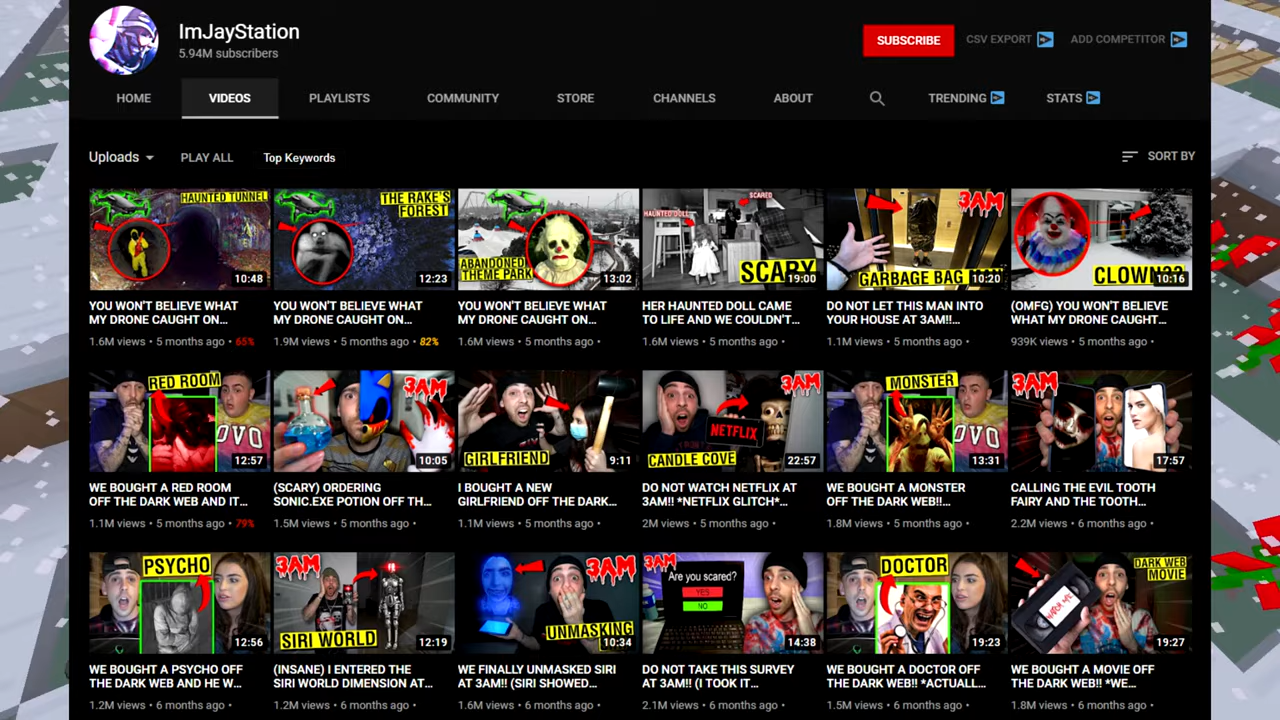 ImJayStation
5.94M subscribers
SUBSCRIBE
CSV EXPORT
ADD COMPETITOR
HOME
VIDEOS
PLAYLISTS
COMMUNITY
STORE
CHANNELS
ABOUT
TRENDING
STATS
Uploads
PLAY ALL
Top Keywords
SORT BY
HAUNTED TUNNEL
10:48
THE RAKE'S
FOREST
12:23
ABANDONED
THEME PARK
13:02
SCARED
HAUNTED DOLL
SCARY
19:00
3AM
GARBAGE BAG
10:20
CLOWN
10:16
YOU WON'T BELIEVE WHAT
MY DRONE CAUGHT ON...
1.6M views • 5 months ago • 65%
YOU WON'T BELIEVE WHAT
MY DRONE CAUGHT ON...
1.9M views • 5 months ago • 82%
YOU WON'T BELIEVE WHAT
MY DRONE CAUGHT ON...
1.6M views • 5 months ago •
HER HAUNTED DOLL CAME
TO LIFE AND WE COULDN'T...
1.6M views • 5 months ago •
DO NOT LET THIS MAN INTO
YOUR HOUSE AT 3AM!!...
1.1M views • 5 months ago •
(OMFG) YOU WON'T BELIEVE
WHAT MY DRONE CAUGHT...
939K views • 5 months ago •
RED ROOM
OVO
12:57
3AM
10:05
GIRLFRIEND
9:11
3AM
NETFLIX
CANDLE COVE
22:57
MONSTER
OVO
13:31
3AM
17:57
WE BOUGHT A RED ROOM
OFF THE DARK WEB AND IT...
1.1M views • 5 months ago • 79%
(SCARY) ORDERING
SONIC.EXE POTION OFF TH...
1.5M views • 5 months ago •
I BOUGHT A NEW
GIRLFRIEND OFF THE DARK...
1.1M views • 5 months ago •
DO NOT WATCH NETFLIX AT
3AM!! *NETFLIX GLITCH*...
2M views • 5 months ago •
WE BOUGHT A MONSTER
OFF THE DARK WEB!!...
1.8M views • 5 months ago •
CALLING THE EVIL TOOTH
FAIRY AND THE TOOTH...
2.2M views • 6 months ago •
PSYCHO
12:56
3AM
SIRI WORLD
12:19
3AM
UNMASKING
10:34
3AM
Are you scared?
YES
NO
14:38
DOCTOR
19:23
DARK WEB
MOVIE
WATCH ME
19:27
WE BOUGHT A PSYCHO OFF
THE DARK WEB AND HE W...
1.2M views • 6 months ago •
(INSANE) I ENTERED THE
SIRI WORLD DIMENSION AT...
1.2M views • 6 months ago •
WE FINALLY UNMASKED SIRI
AT 3AM!! (SIRI SHOWED...
1.6M views • 6 months ago •
DO NOT TAKE THIS SURVEY
AT 3AM!! (I TOOK IT...
2.1M views • 6 months ago •
WE BOUGHT A DOCTOR OFF
THE DARK WEB!! *ACTUALL...
1.5M views • 6 months ago •
WE BOUGHT A MOVIE OFF
THE DARK WEB!! *WE...
1.8M views • 6 months ago •